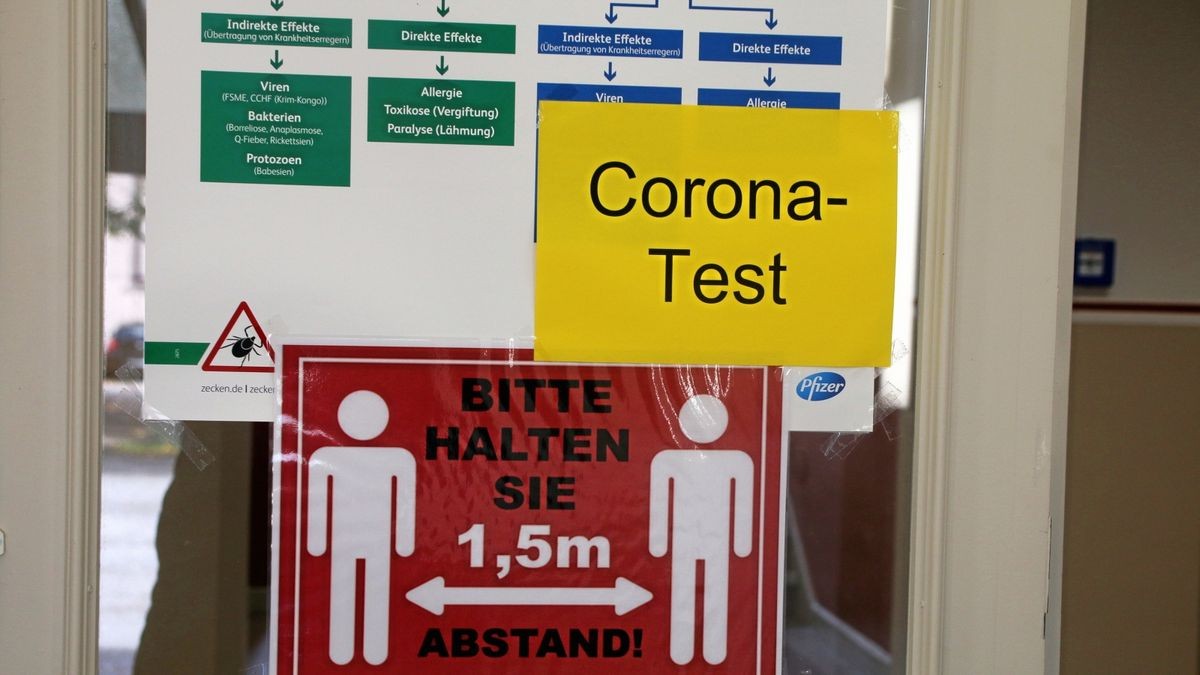 Indirekte Effekte
(Übertragung von Krankheitserregern)
Viren
(FSME, CCHF (Krim-Kongo))
Bakterien
(Borreliose, Anaplasmose,
Q-Fieber, Rickettsien)
Protozoen
(Babesien)
Direkte Effekte
Allergie
Toxikose (Vergiftung)
Paralyse (Lähmung)
Indirekte Effekte
(Übertragung von Krankheitserregern)
Viren
Direkte Effekte
Allergie
Corona-
Test
zecken.de I zecken
Pfizer
BITTE
HALTEN
SIE
1,5m
ABSTAND!